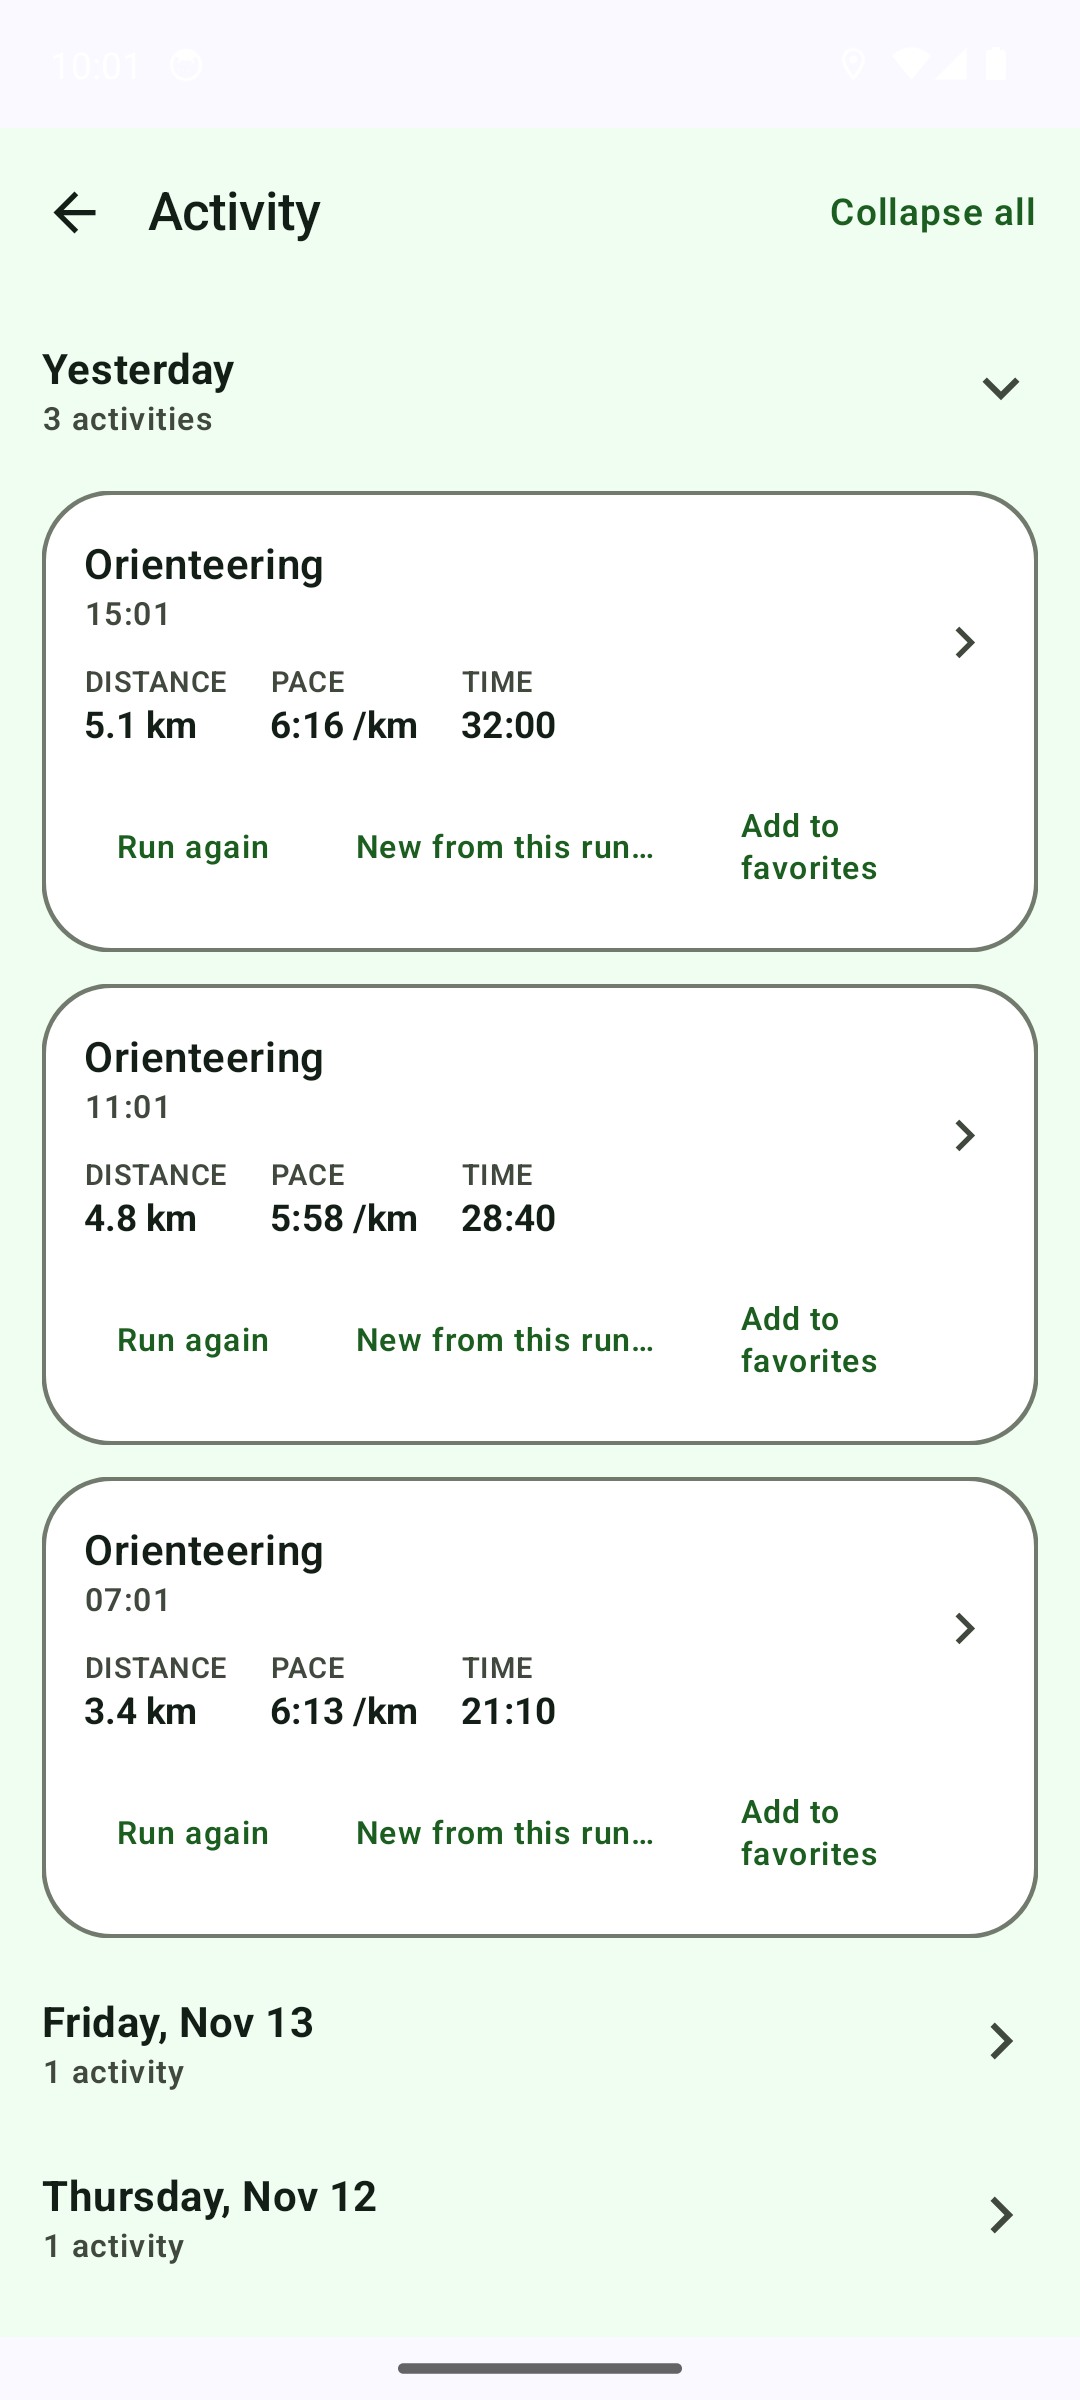 10:01
Activity
Collapse all
Yesterday
3 activities
Orienteering
15:01
DISTANCE PACE TIME
5.1 km 6:16 /km 32:00
Run again New from this run… Add to
favorites
Orienteering
11:01
DISTANCE PACE TIME
4.8 km 5:58 /km 28:40
Run again New from this run… Add to
favorites
Orienteering
07:01
DISTANCE PACE TIME
3.4 km 6:13 /km 21:10
Run again New from this run… Add to
favorites
Friday, Nov 13
1 activity
Thursday, Nov 12
1 activity